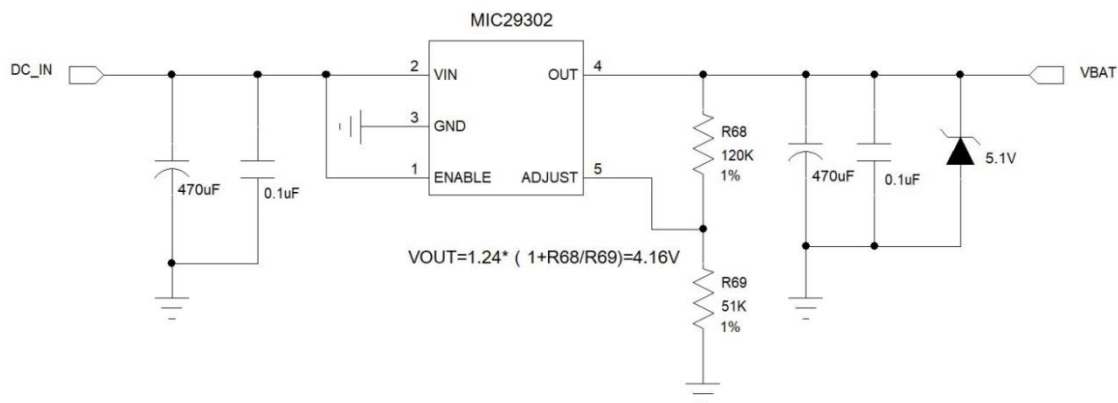 MIC29302
DC_IN
2
VIN
OUT
4
VBAT
3
GND
1
ENABLE
ADJUST
5
470uF
0.1uF
R68
120K
1%
470uF
0.1uF
5.1V
VOUT=1.24* ( 1+R68/R69)=4.16V
R69
51K
1%